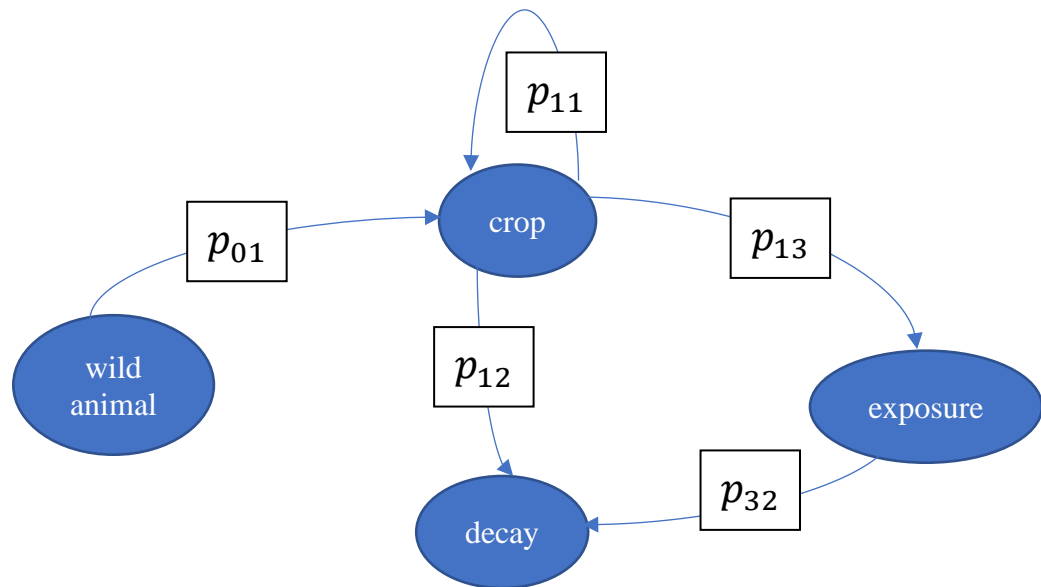 p₁₁
crop
p₀₁
p₁₃
wild
animal
p₁₂
exposure
p₃₂
decay